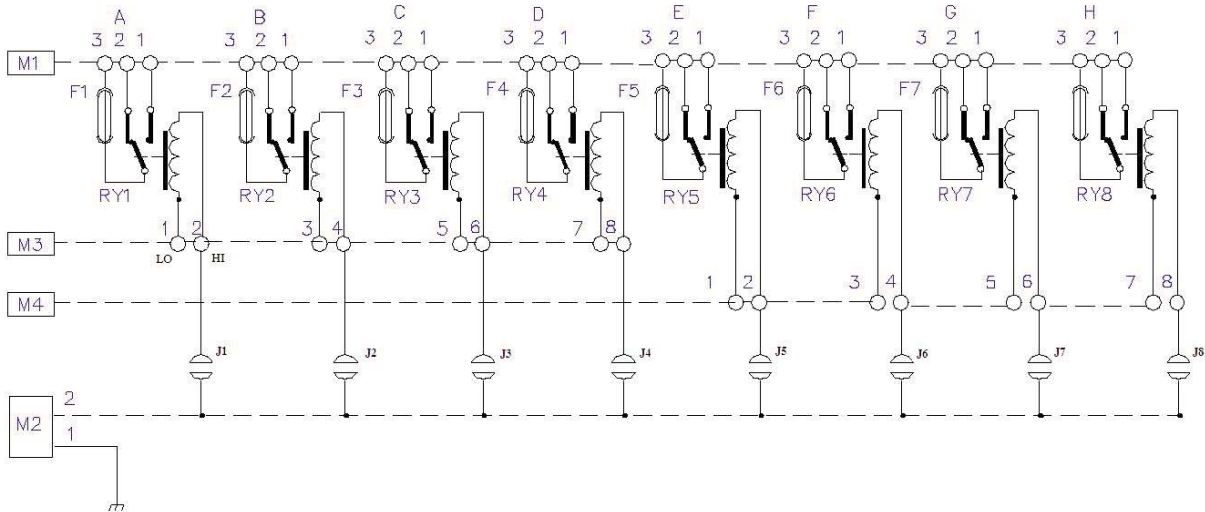 A B C D E F G H
3 2 1 3 2 1 3 2 1 3 2 1 3 2 1 3 2 1 3 2 1 3 2 1
M1
F1 F2 F3 F4 F5 F6 F7 F8
RY1 RY2 RY3 RY4 RY5 RY6 RY7 RY8
M3 1 2 3 4 5 6 7 8
LO HI
M4 1 2 3 4 5 6 7 8
J1 J2 J3 J4 J5 J6 J7 J8
2
M2
1